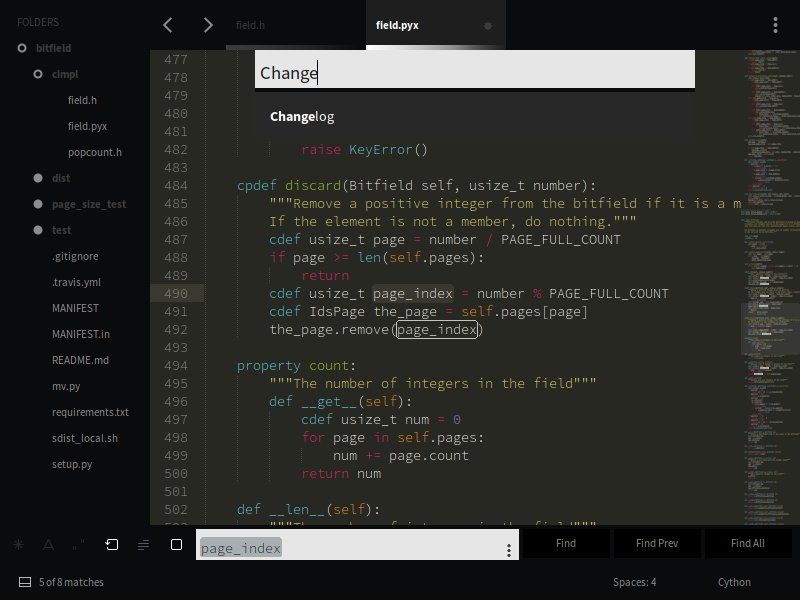 FOLDERS
bitfield
cimpl
field.h
field.pyx
popcount.h
dist
page_size_test
test
.gitignore
.travis.yml
MANIFEST
MANIFEST.in
README.md
mv.py
requirements.txt
sdist_local.sh
setup.py
field.h
field.pyx
Change
Changelog
477
478
479
480
481
482 raise KeyError()
483
484 cpdef discard(Bitfield self, usize_t number):
485 """Remove a positive integer from the bitfield if it is a m
486 If the element is not a member, do nothing."""
487 cdef usize_t page = number / PAGE_FULL_COUNT
488 if page >= len(self.pages):
489 return
490 cdef usize_t page_index = number % PAGE_FULL_COUNT
491 cdef IdsPage the_page = self.pages[page]
492 the_page.remove(page_index)
493
494 property count:
495 """The number of integers in the field"""
496 def __get__(self):
497 cdef usize_t num = 0
498 for page in self.pages:
499 num += page.count
500 return num
501
502 def __len__(self):
page_index
Find
Find Prev
Find All
5 of 8 matches
Spaces: 4
Cython